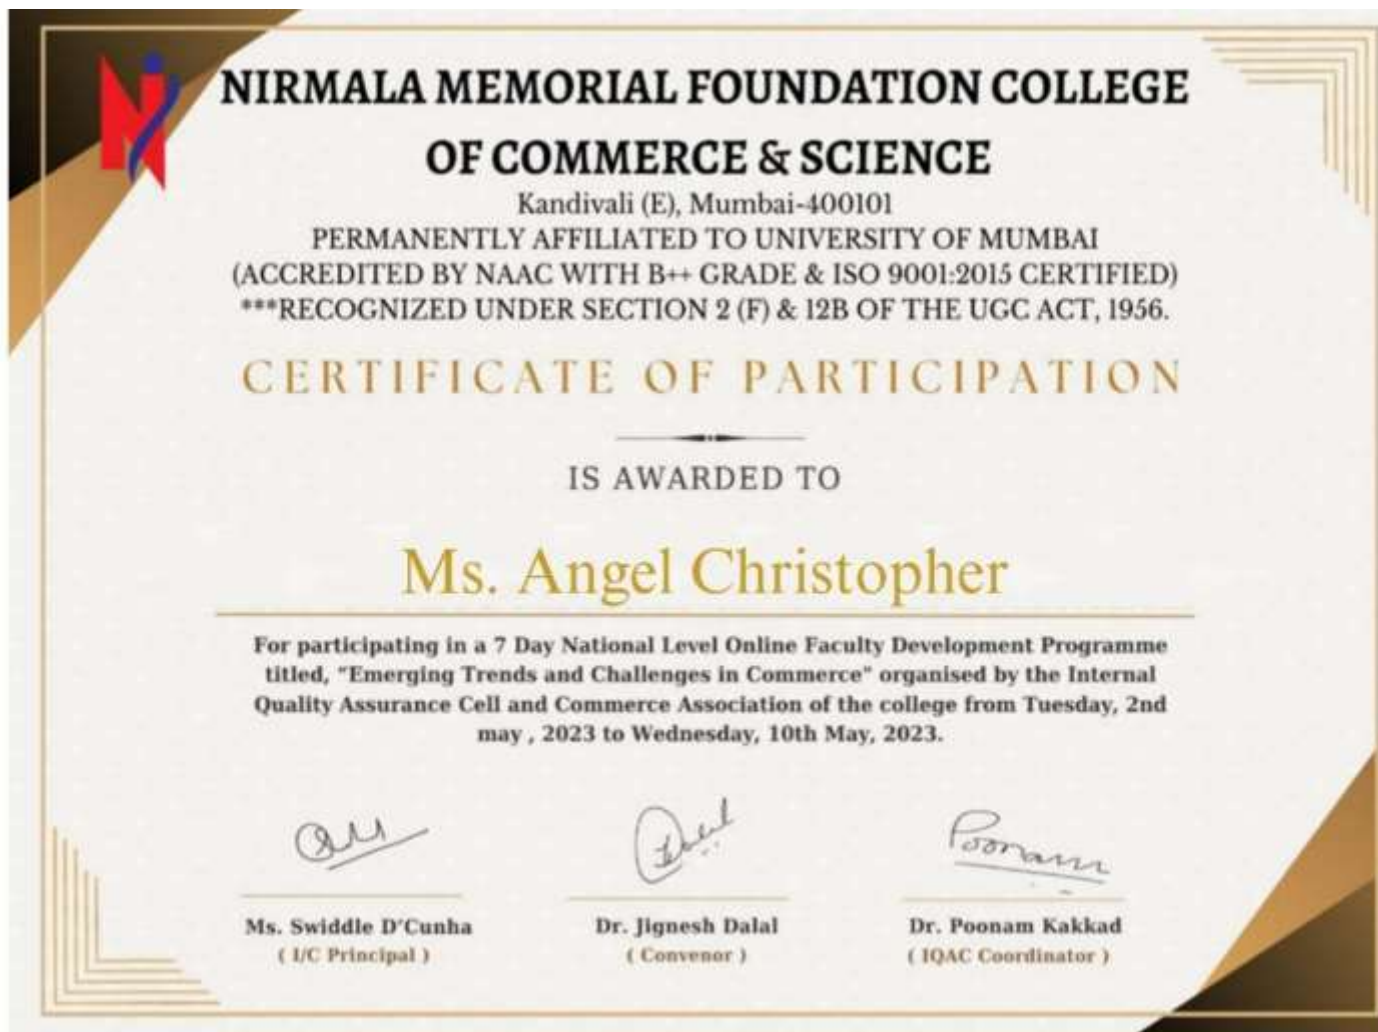 NIRMALA MEMORIAL FOUNDATION COLLEGE
OF COMMERCE & SCIENCE
Kandivali (E), Mumbai-400101
PERMANENTLY AFFILIATED TO UNIVERSITY OF MUMBAI
(ACCREDITED BY NAAC WITH B++ GRADE & ISO 9001:2015 CERTIFIED)
***RECOGNIZED UNDER SECTION 2 (F) & 12B OF THE UGC ACT, 1956.
CERTIFICATE OF PARTICIPATION
IS AWARDED TO
Ms. Angel Christopher
For participating in a 7 Day National Level Online Faculty Development Programme
titled, "Emerging Trends and Challenges in Commerce" organised by the Internal
Quality Assurance Cell and Commerce Association of the college from Tuesday, 2nd
may , 2023 to Wednesday, 10th May, 2023.
Poonam
Ms. Swiddle D'Cunha
Dr. Jignesh Dalal
Dr. Poonam Kakkad
( I/C Principal )
( Convenor )
( IQAC Coordinator )